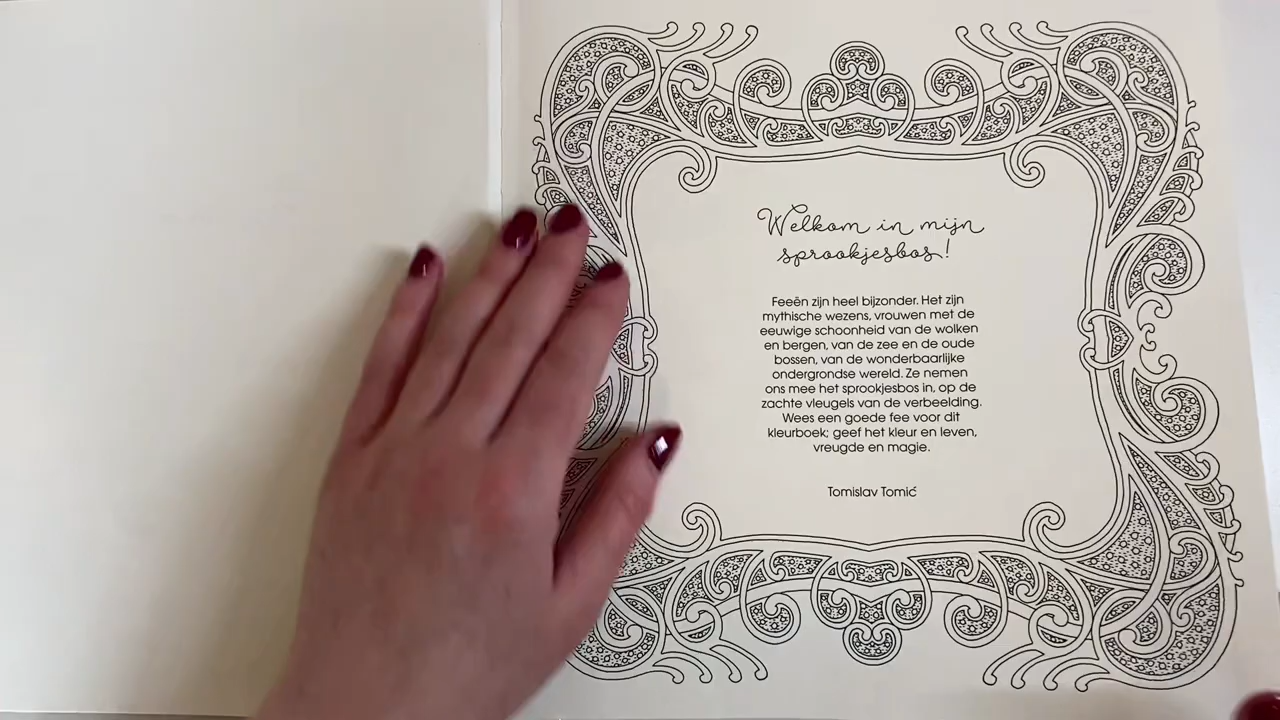 Welkom in mijn
sprookjesbos!
Feeën zijn heel bijzonder. Het zijn
mythische wezens, vrouwen met de
eeuwige schoonheid van de wolken
en bergen, van de zee en de oude
bossen, van de wonderbaarlijke
ondergrondse wereld. Ze nemen
ons mee het sprookjesbos in, op de
zachte vleugels van de verbeelding.
Wees een goede fee voor dit
kleurboek; geef het kleur en leven,
vreugde en magie.
Tomislav Tomić